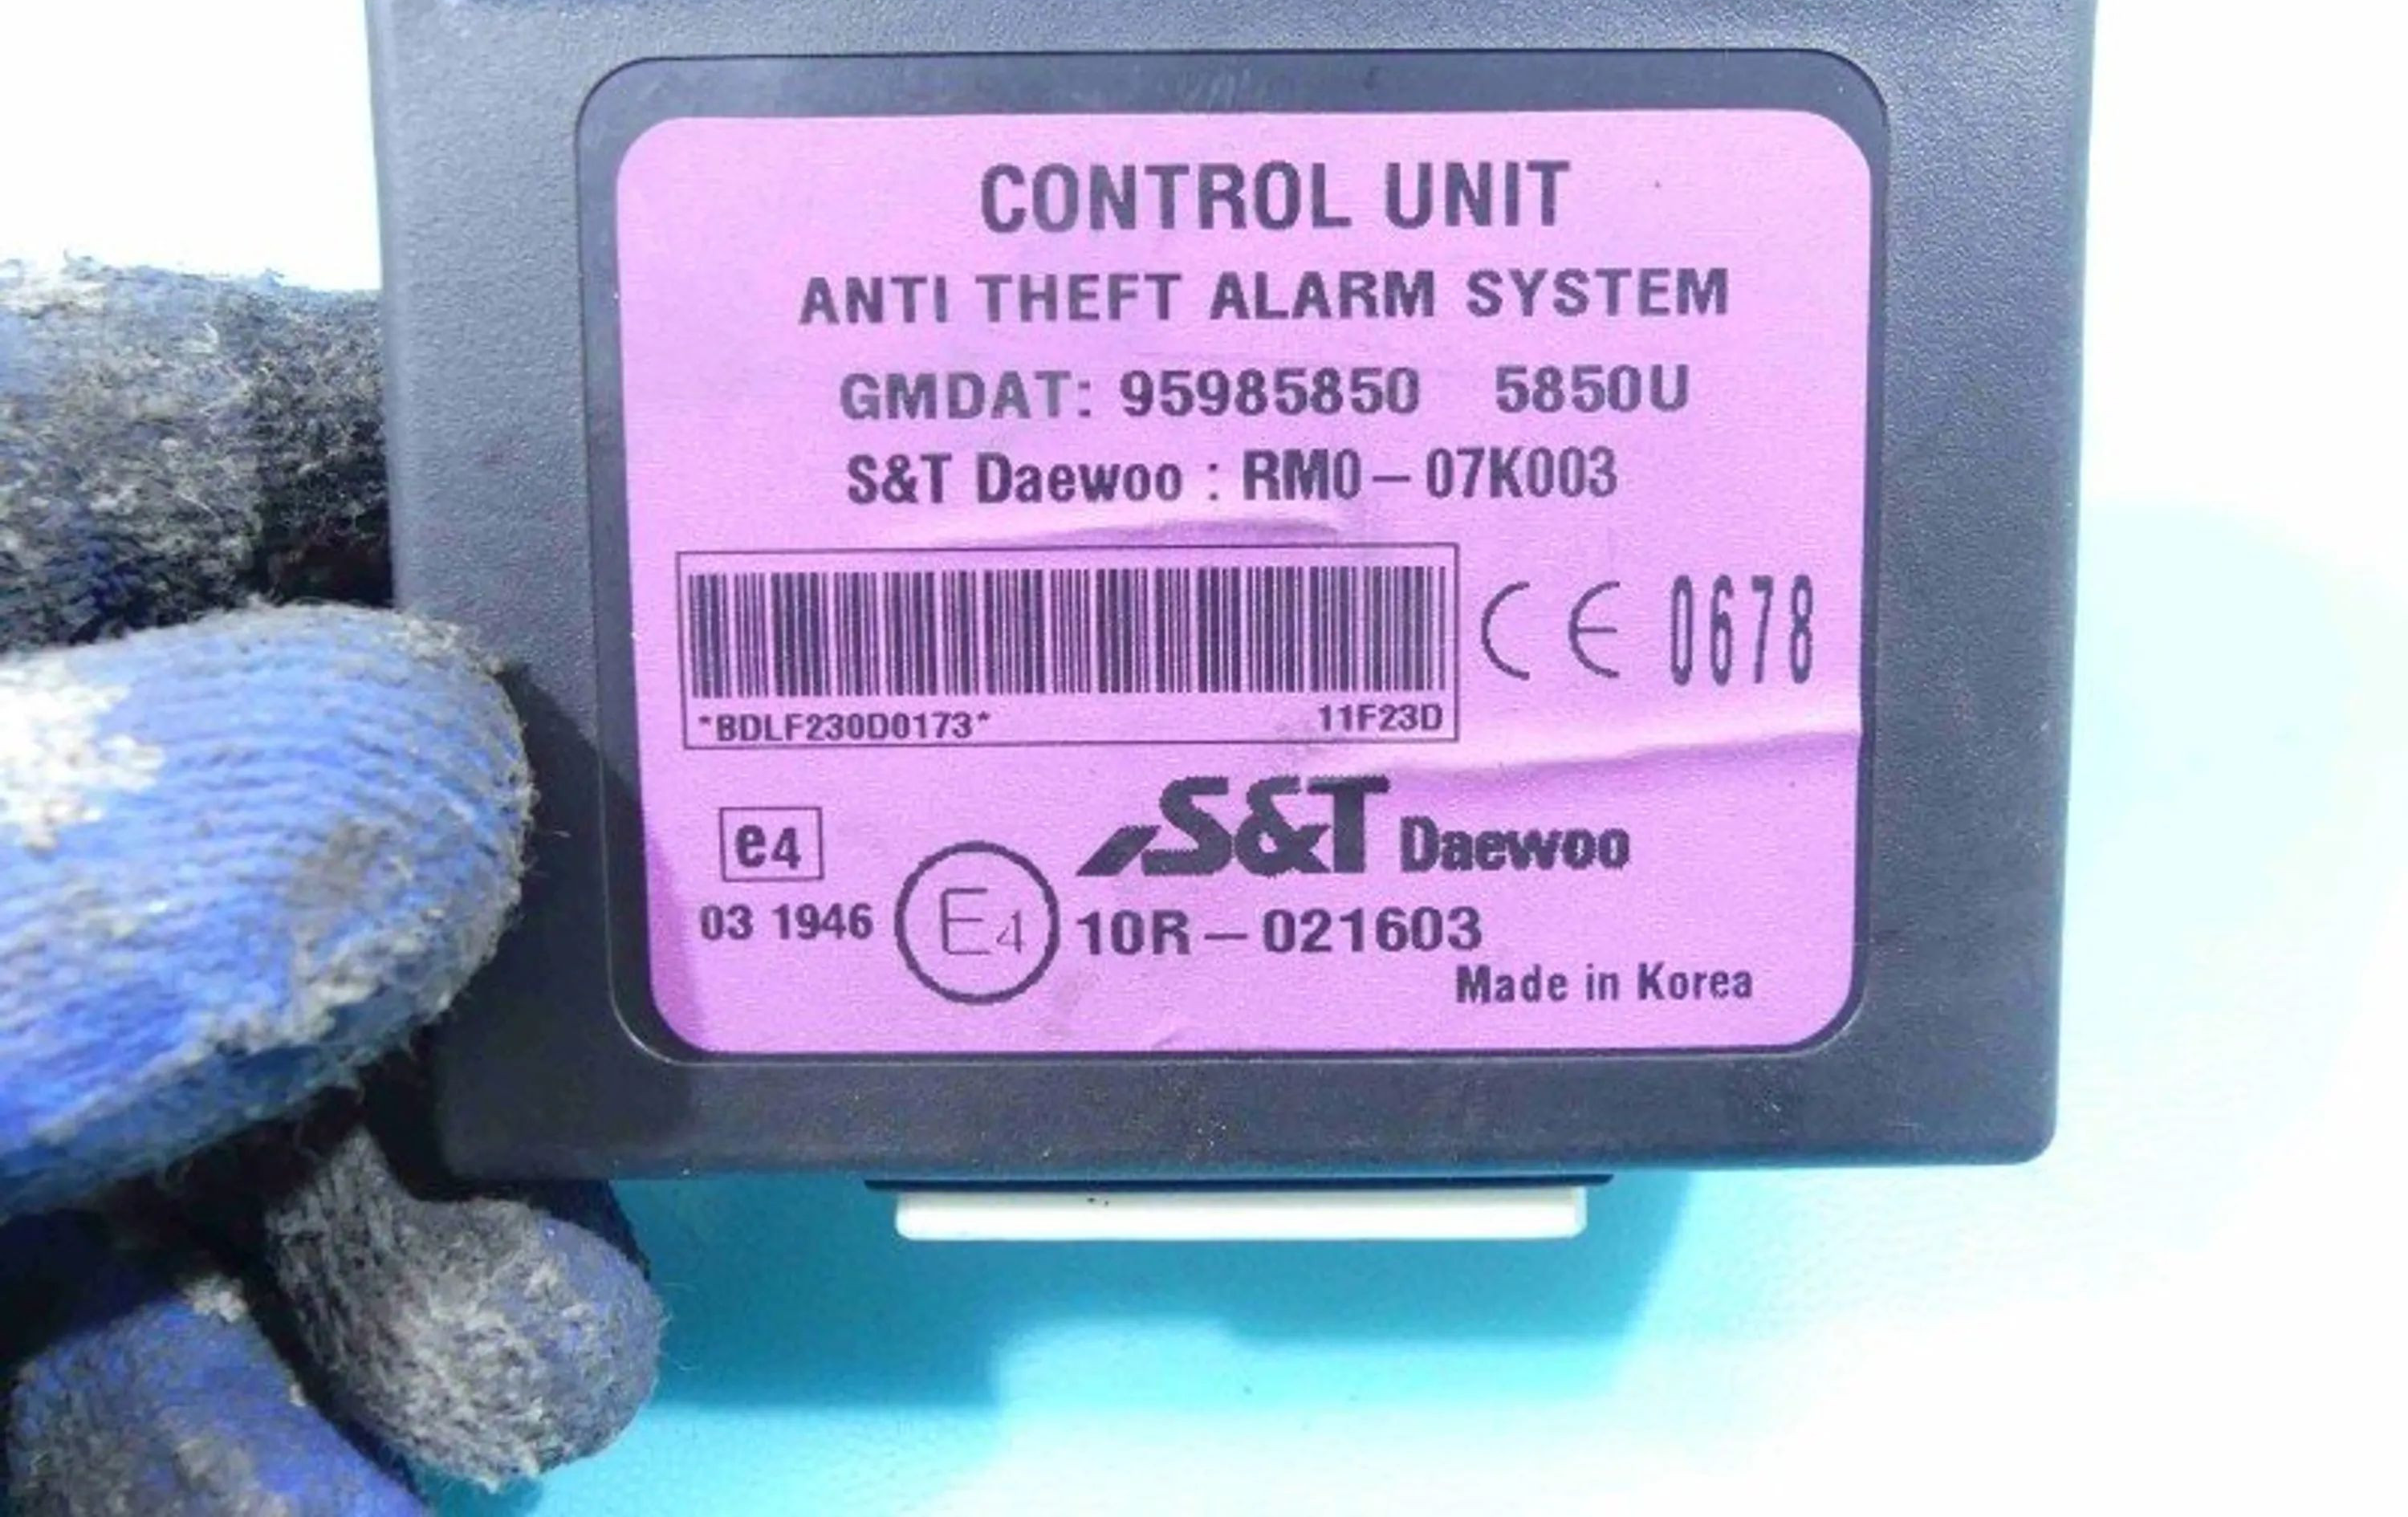 CONTROL UNIT
ANTI THEFT ALARM SYSTEM
GMDAT: 95985850 5850U
S&T Daewoo : RM0-07K003
CE 0678
*BDLF230D0173* 11F23D
S&T Daewoo
e4
03 1946 E4 10R-021603
Made in Korea